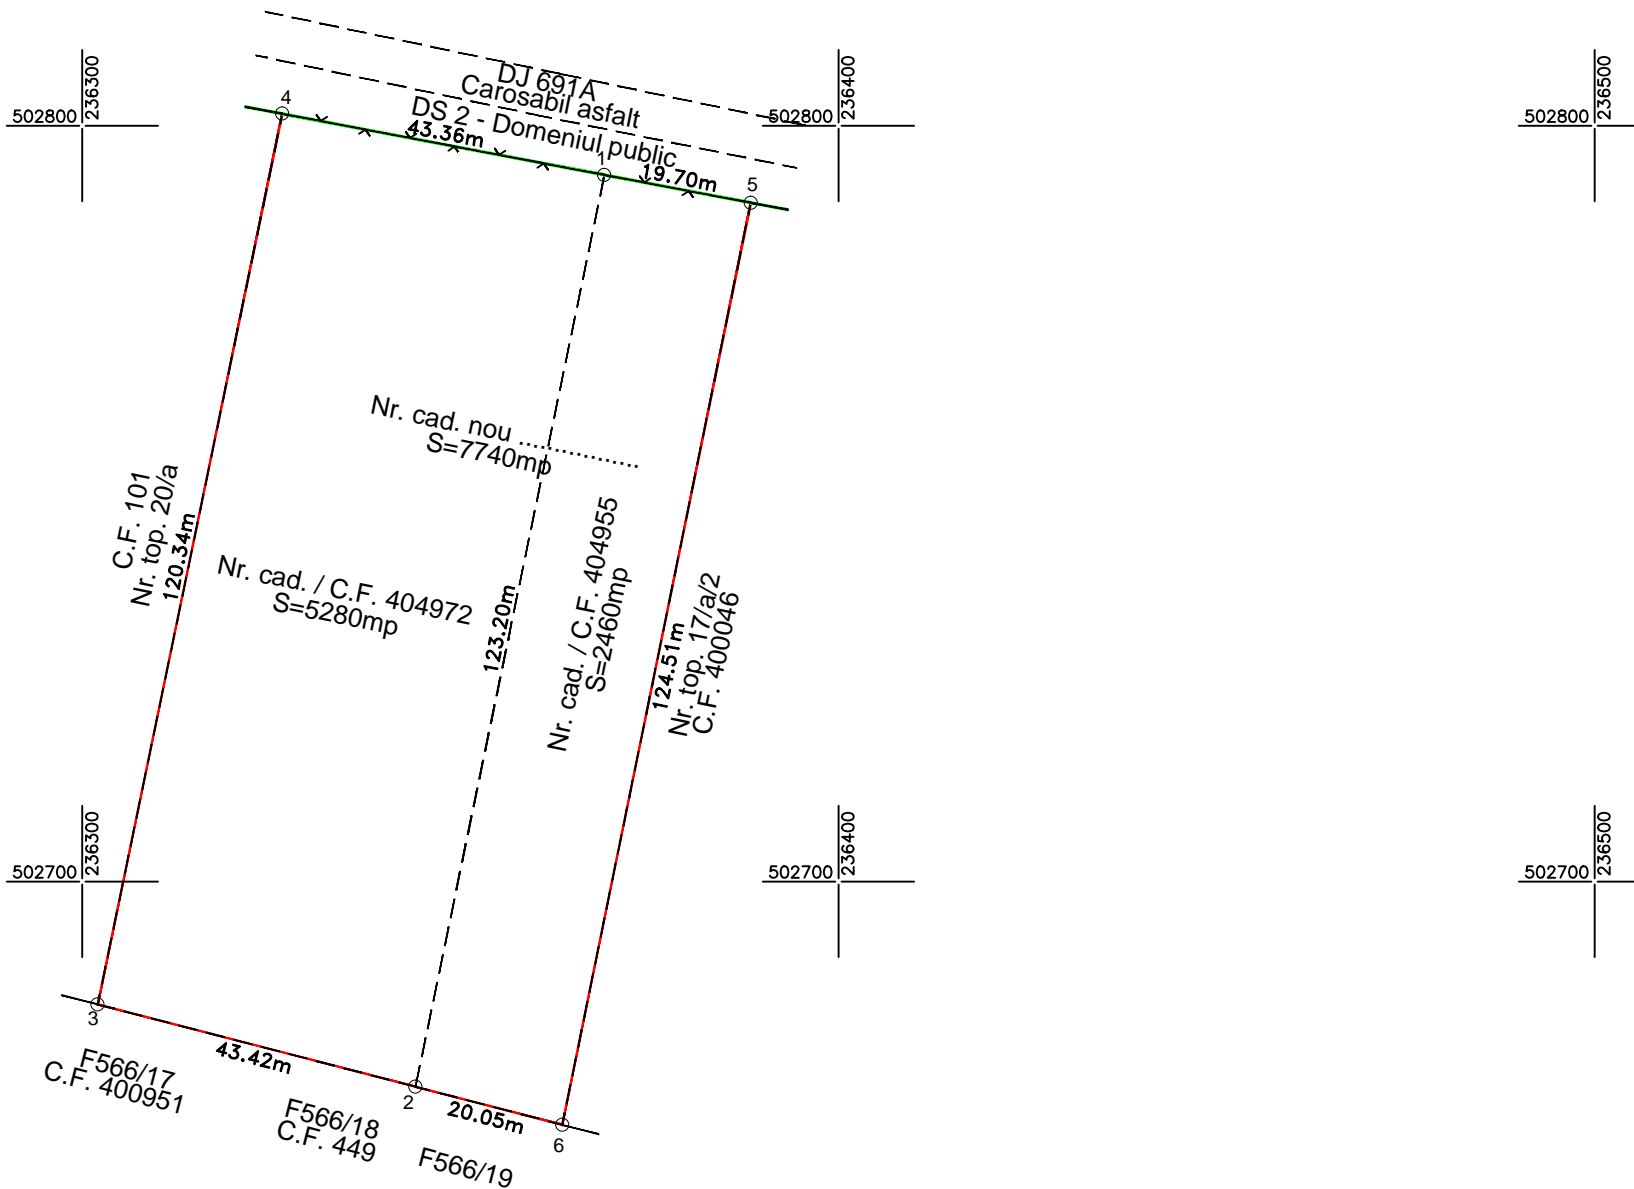 DJ 691A
Carosabil asfalt
DS 2 - Domeniul public
236300
502800
236400
502800
236500
502800
4
43.36m
1
19.70m
5
Nr. cad. nou ....................
S=7740mp
C.F. 101
Nr. top. 20/a
120.34m
Nr. cad. / C.F. 404972
S=5280mp
123.20m
Nr. cad. / C.F. 404955
S=2460mp
124.51m
Nr. top. 17/a/2
C.F. 400046
236300
502700
236400
502700
236500
502700
3
43.42m
2
20.05m
6
F566/17
C.F. 400951
F566/18
C.F. 449
F566/19